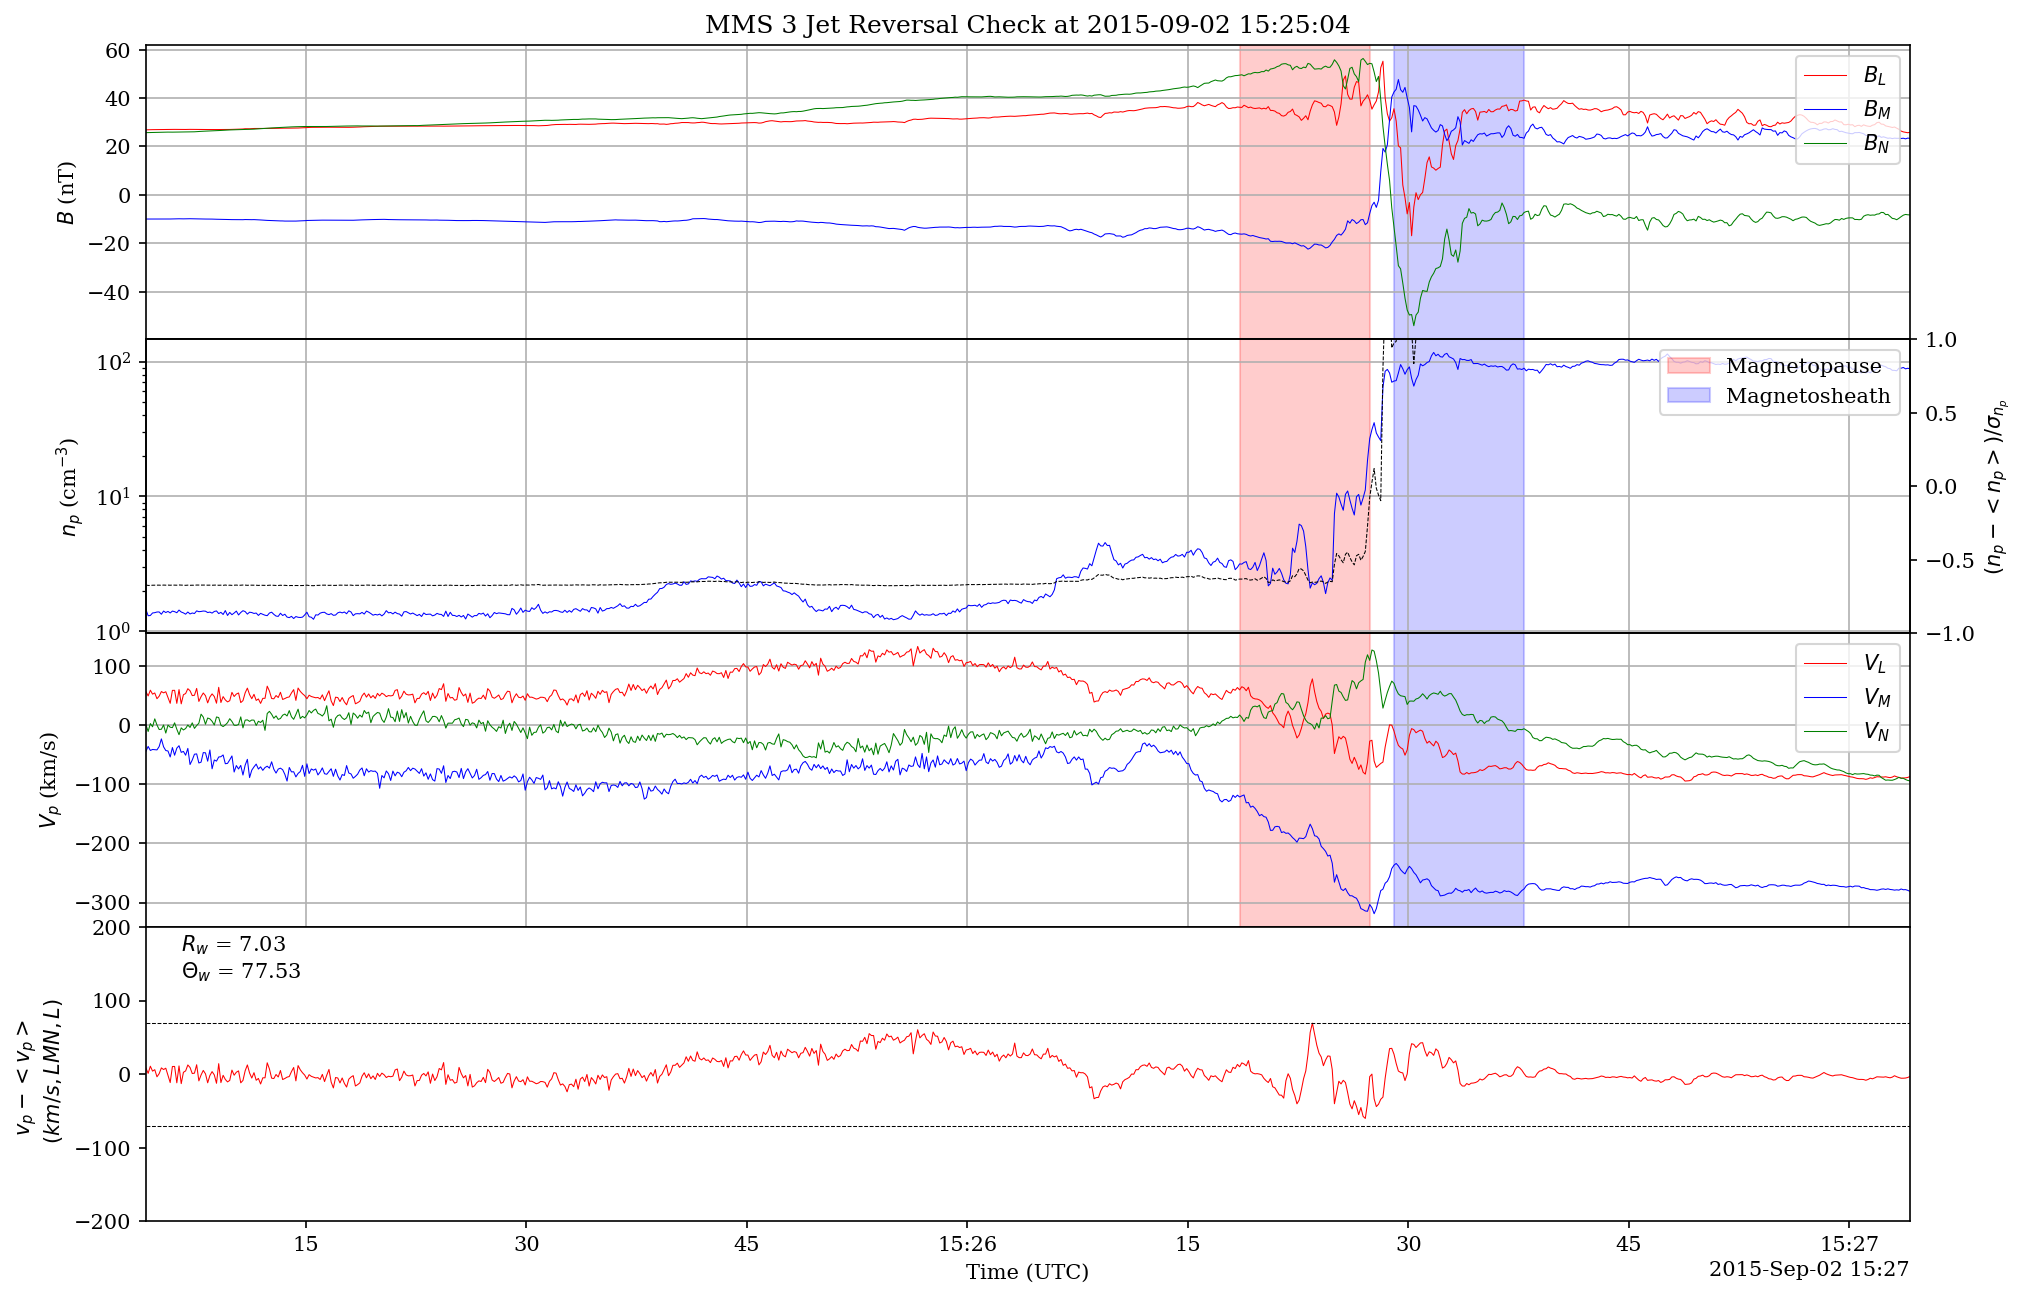 MMS 3 Jet Reversal Check at 2015-09-02 15:25:04
60
40
20
0
−20
−40
B (nT)
B_L
B_M
B_N
10^2
10^1
10^0
n_p (cm^{−3})
1.0
0.5
0.0
−0.5
−1.0
(n_p − < n_p >)/σ_{n_p}
Magnetopause
Magnetosheath
100
0
−100
−200
−300
V_p (km/s)
V_L
V_M
V_N
200
100
0
−100
−200
v_p − < v_p >
(km/s, LMN, L)
R_w = 7.03
Θ_w = 77.53
15
30
45
15:26
15
30
45
15:27
Time (UTC)
2015-Sep-02 15:27